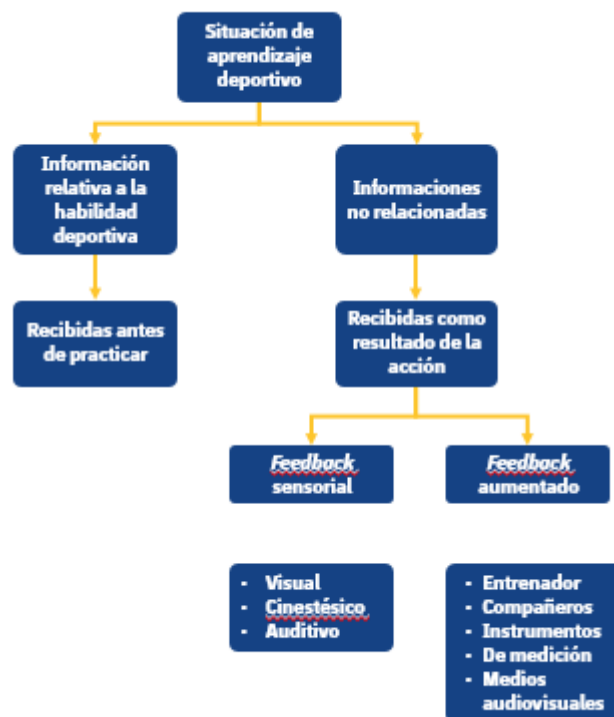 Situación de
aprendizaje
deportivo
Información
relativa a la
habilidad
deportiva
Informaciones
no relacionadas
Recibidas antes
de practicar
Recibidas como
resultado de la
acción
Feedback
sensorial
Feedback
aumentado
- Visual
- Cinestésico
- Auditivo
- Entrenador
- Compañeros
- Instrumentos
- De medición
- Medios
audiovisuales